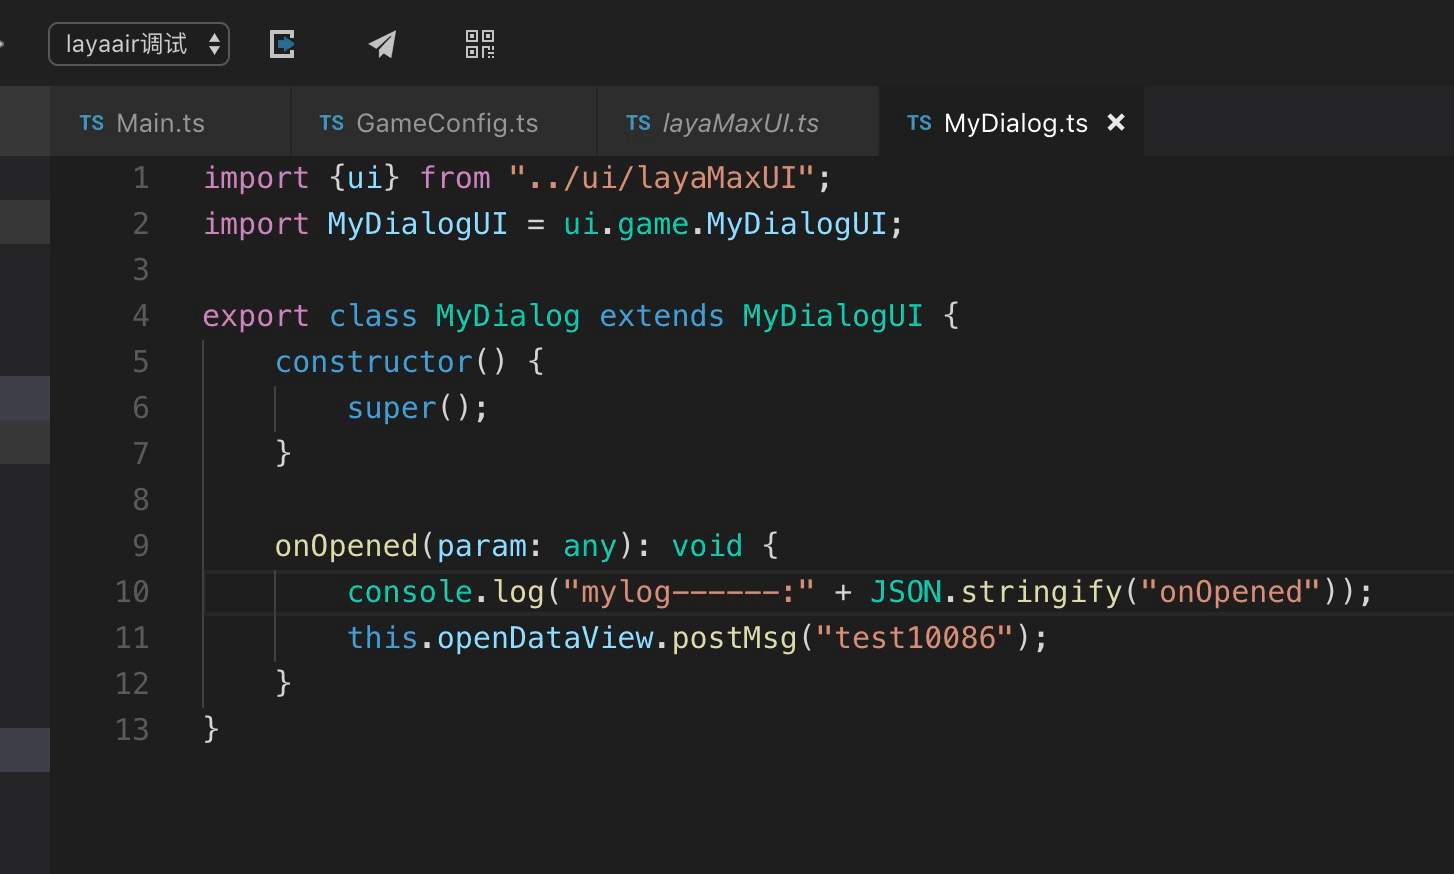 layaair调试
TS Main.ts TS GameConfig.ts TS layaMaxUI.ts TS MyDialog.ts ×
1 import {ui} from "../ui/layaMaxUI";
2 import MyDialogUI = ui.game.MyDialogUI;
3
4 export class MyDialog extends MyDialogUI {
5     constructor() {
6         super();
7     }
8
9     onOpened(param: any): void {
10         console.log("mylog------:" + JSON.stringify("onOpened"));
11         this.openDataView.postMsg("test10086");
12     }
13 }